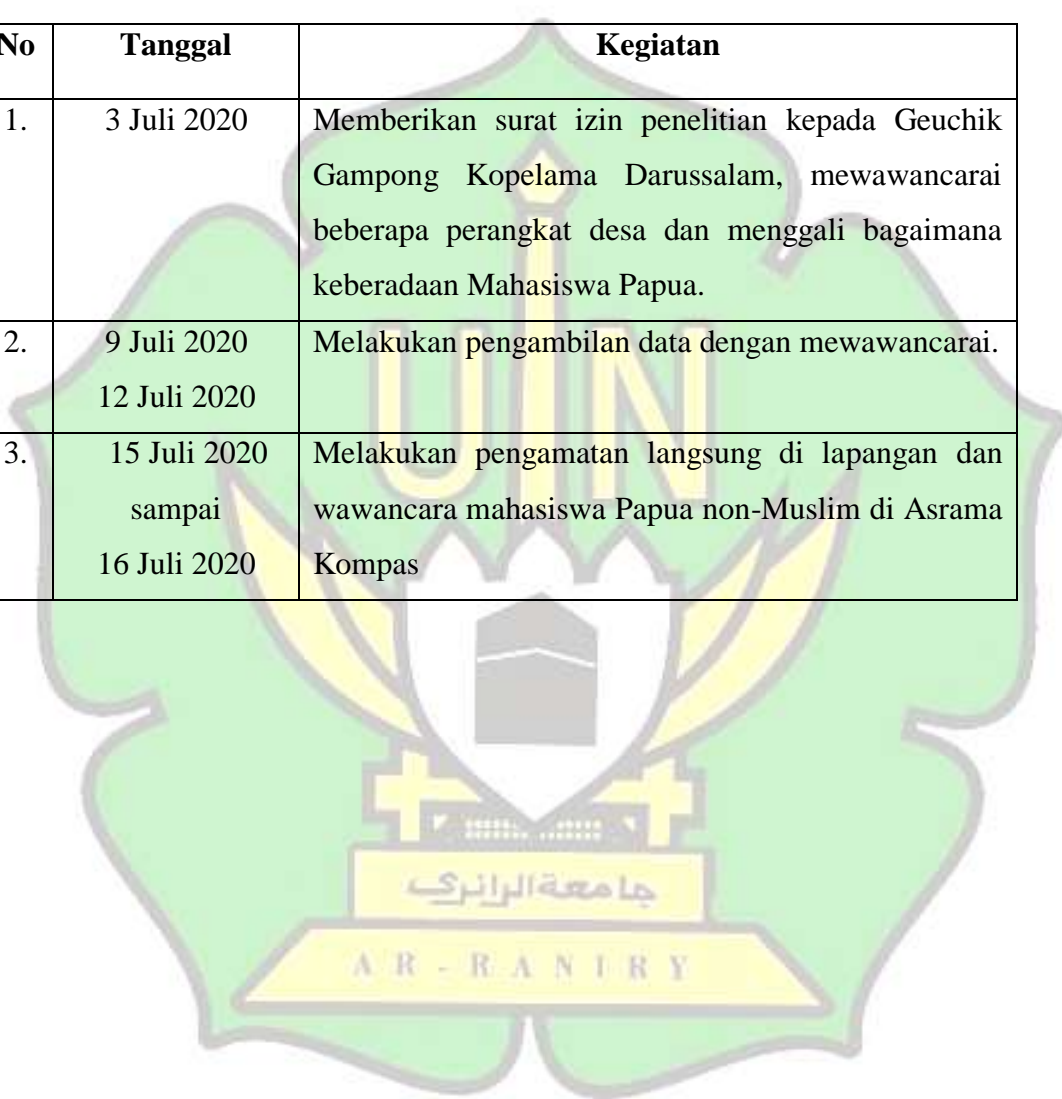 No Tanggal Kegiatan
1. 3 Juli 2020 Memberikan surat izin penelitian kepada Geuchik
Gampong Kopelama Darussalam, mewawancarai
beberapa perangkat desa dan menggali bagaimana
keberadaan Mahasiswa Papua.
2. 9 Juli 2020 Melakukan pengambilan data dengan mewawancarai.
12 Juli 2020
3. 15 Juli 2020 Melakukan pengamatan langsung di lapangan dan
sampai wawancara mahasiswa Papua non-Muslim di Asrama
16 Juli 2020 Kompas
UIN
جامعة الرانري
AR-RANIRY